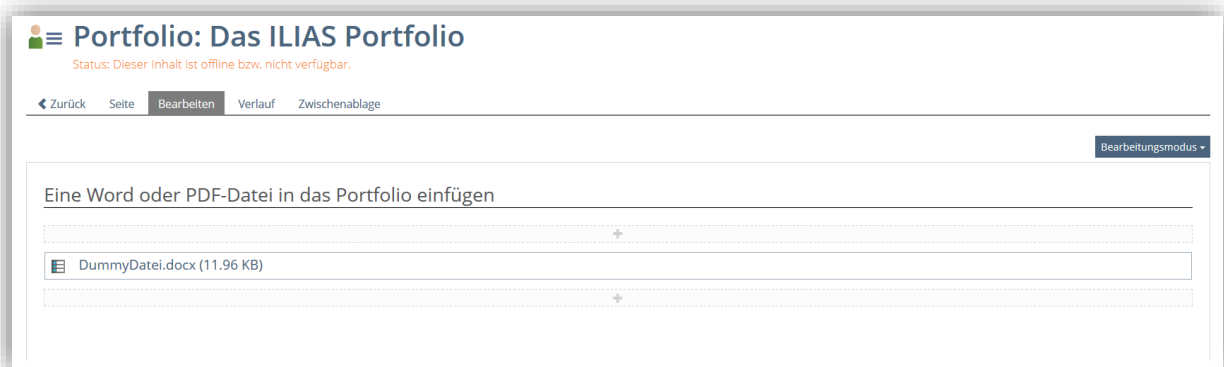 Portfolio: Das ILIAS Portfolio
Status: Dieser Inhalt ist offline bzw. nicht verfügbar.
Zurück Seite Bearbeiten Verlauf Zwischenablage
Bearbeitungsmodus
Eine Word oder PDF-Datei in das Portfolio einfügen
+
DummyDatei.docx (11.96 KB)
+